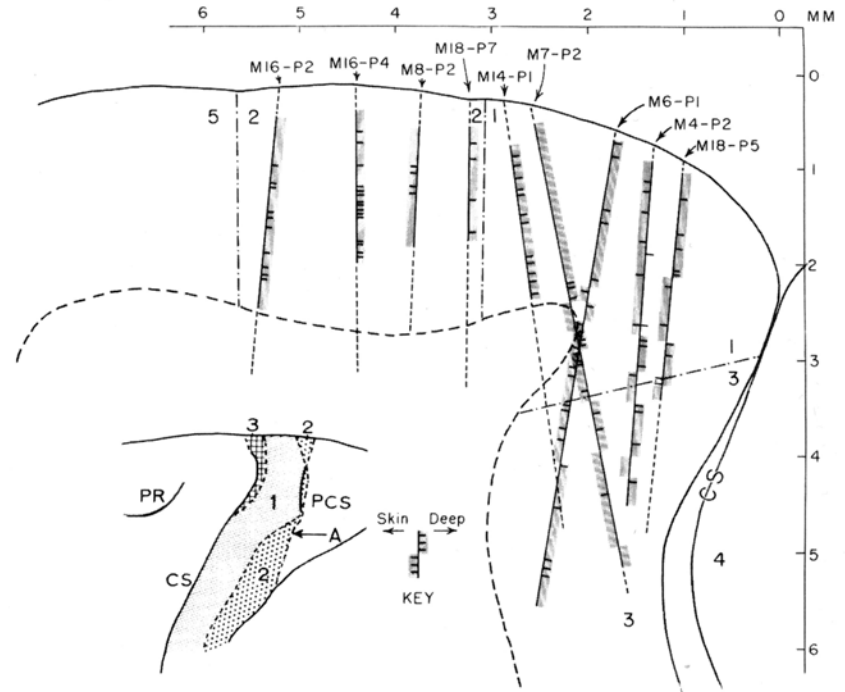 6 5 4 3 2 1 0 MM
M18-P7 M7-P2
M16-P2 M16-P4 M8-P2 M14-P1
M6-P1
M4-P2
M18-P5
0
1
2
3
4
5
6
5 2
2 1
1
3
CS
4
3
3 2
PR 1 PCS
A
CS 2
Skin Deep
KEY